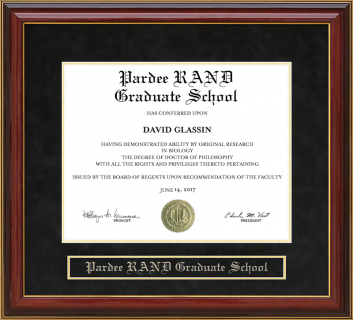 Pardee RAND
Graduate School
HAS CONFERRED UPON
DAVID GLASSIN
HAVING DEMONSTRATED ABILITY BY ORIGINAL RESEARCH
IN BIOLOGY
THE DEGREE OF DOCTOR OF PHILOSOPHY
WITH ALL THE RIGHTS AND PRIVILEGES THERETO PERTAINING
ISSUED BY THE BOARD OF REGENTS UPON RECOMMENDATION OF THE FACULTY
JUNE 14, 2017
PROVOST
PRESIDENT
Pardee RAND Graduate School